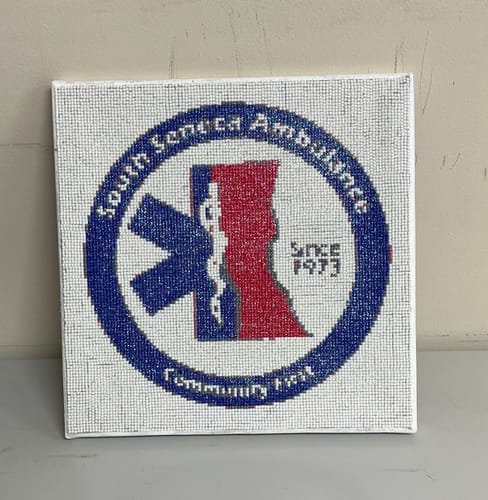 South Seneca Ambulance
Since
1973
Community First